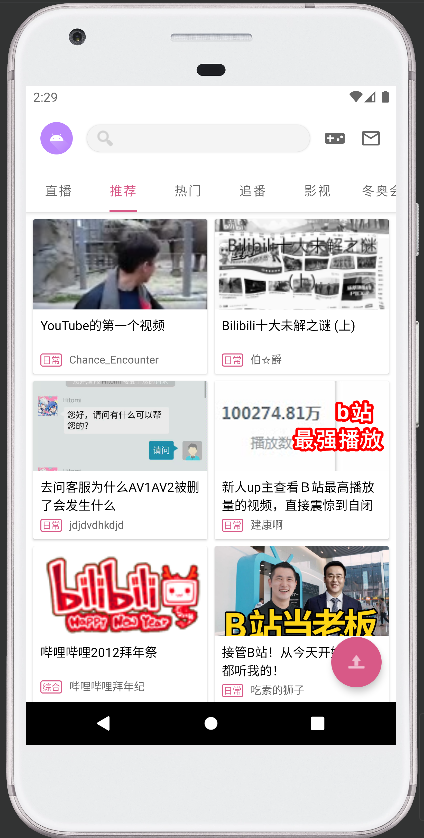 2:29
直播
推荐
热门
追番
影视
冬奥会
YouTube的第一个视频
日常 Chance_Encounter
Bilibili十大未解之谜
(上)
Bilibili十大未解之谜 (上)
日常 伯☆爵
您好，请问有什么可以帮
您的?
请问
去问客服为什么AV1AV2被删
了会发生什么
日常 jdjdvdhkdjd
100274.81万
播放数
b站
最强播放
新人up主查看B站最高播放
量的视频，直接震惊到自闭
日常 建康啊
bilibili
Happy New Year
哔哩哔哩2012拜年祭
综合 哔哩哔哩拜年纪
B站当老板
接管B站！从今天开始
都听我的！
日常 吃素的狮子